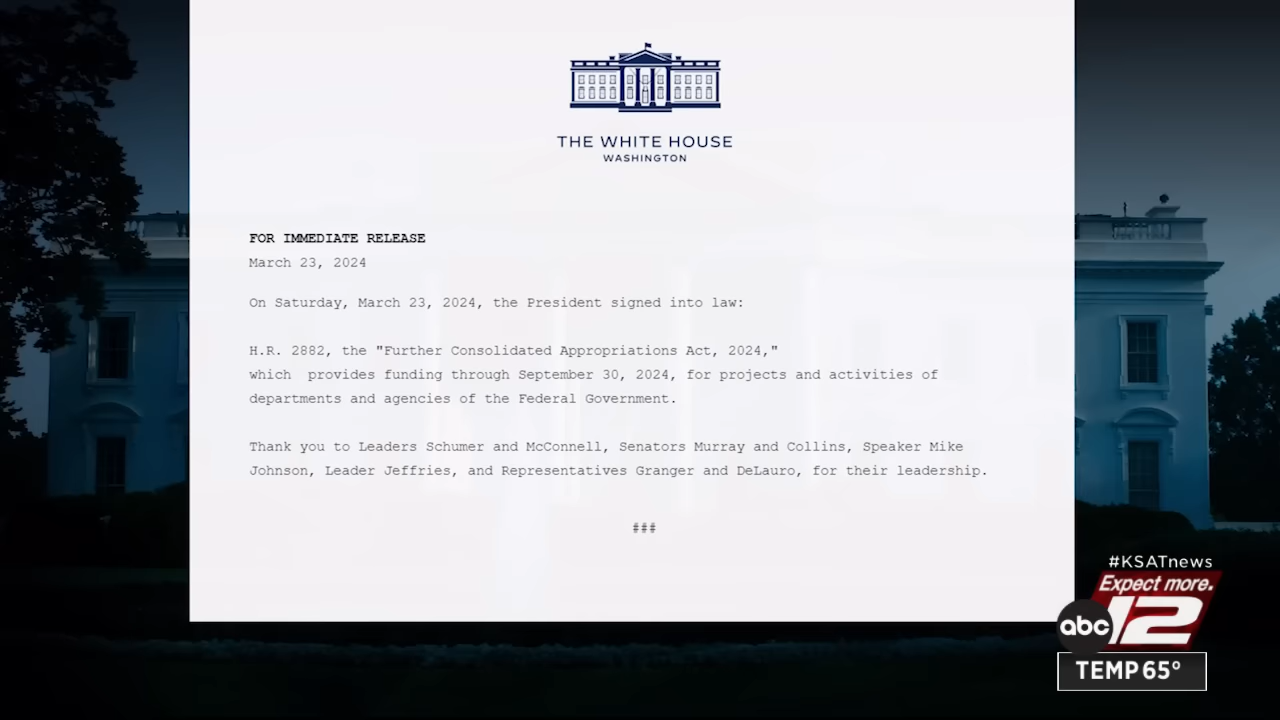 THE WHITE HOUSE
WASHINGTON
FOR IMMEDIATE RELEASE
March 23, 2024
On Saturday, March 23, 2024, the President signed into law:
H.R. 2882, the "Further Consolidated Appropriations Act, 2024,"
which provides funding through September 30, 2024, for projects and activities of
departments and agencies of the Federal Government.
Thank you to Leaders Schumer and McConnell, Senators Murray and Collins, Speaker Mike
Johnson, Leader Jeffries, and Representatives Granger and DeLauro, for their leadership.
###
#KSATnews
Expect more.
abc 12
TEMP 65°